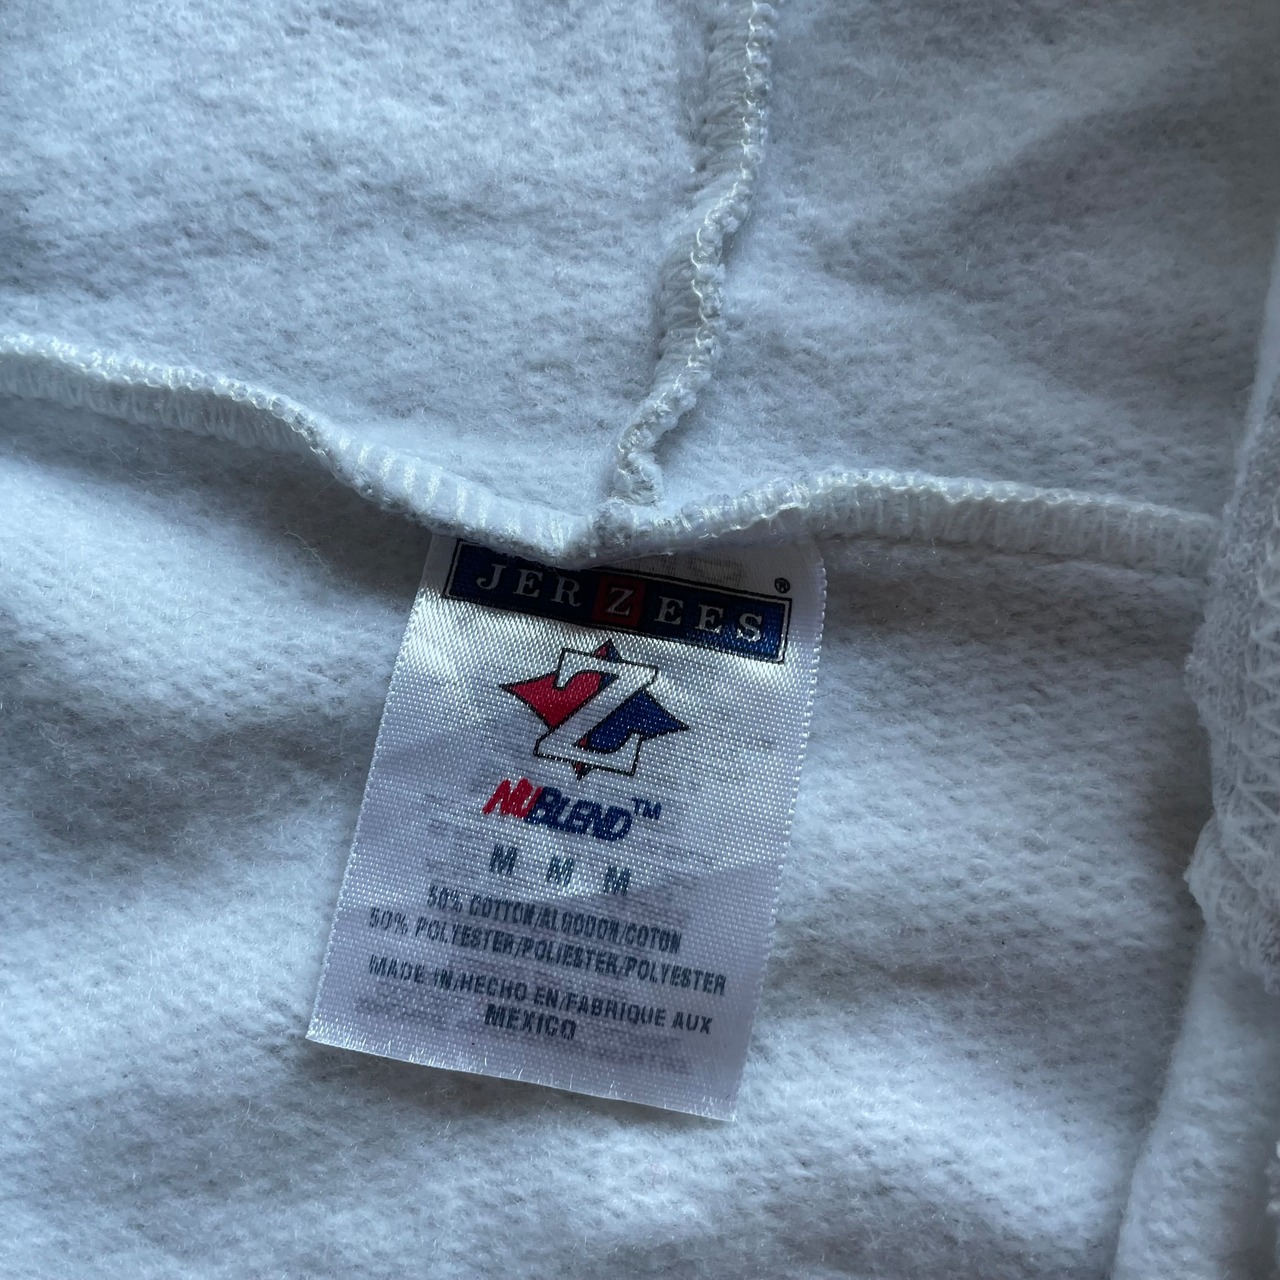 JERZEES ®
Z
NUBLEND™
M M M
50% COTTON/ALGODON/COTON
50% POLYESTER/POLIESTER/POLYESTER
MADE IN/HECHO EN/FABRIQUE AUX
MEXICO